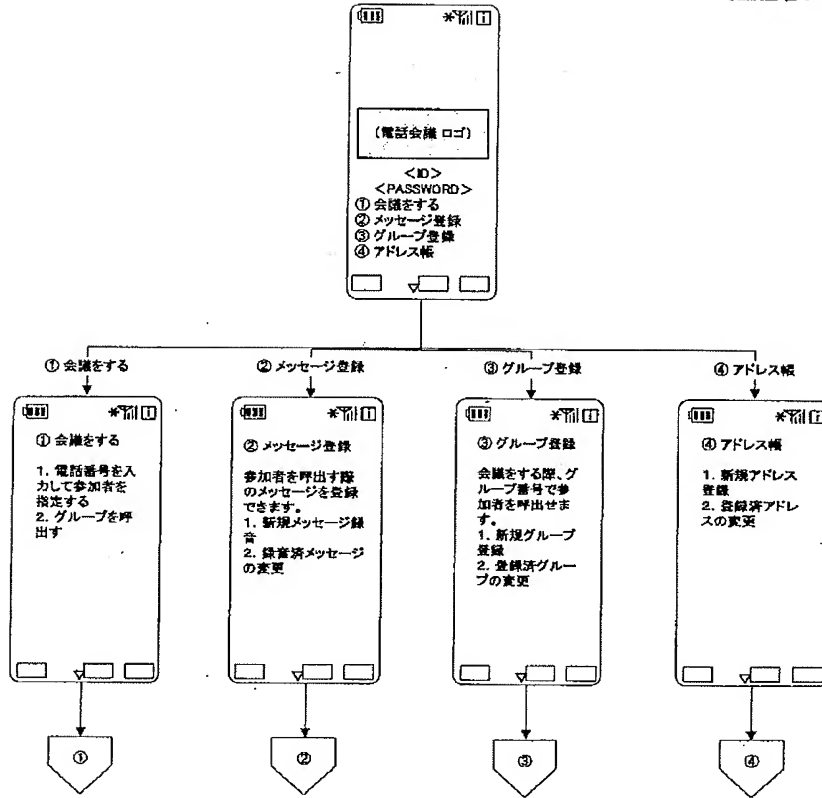 (電話会議 ロゴ)
<ID>
<PASSWORD>
① 会議をする
② メッセージ登録
③ グループ登録
④ アドレス帳
① 会議をする
② メッセージ登録
③ グループ登録
④ アドレス帳
① 会議をする
1. 電話番号を入
力して参加者を
指定する
2. グループを呼
出す
② メッセージ登録
参加者を呼出す際
のメッセージを登録
できます。
1. 新規メッセージ録
音
2. 録音済メッセージ
の変更
③ グループ登録
会議をする際、グ
ループ番号で参
加者を呼出せま
す。
1. 新規グループ
登録
2. 登録済グルー
プの変更
④ アドレス帳
1. 新規アドレス
登録
2. 登録済アドレ
スの変更
①
②
③
④